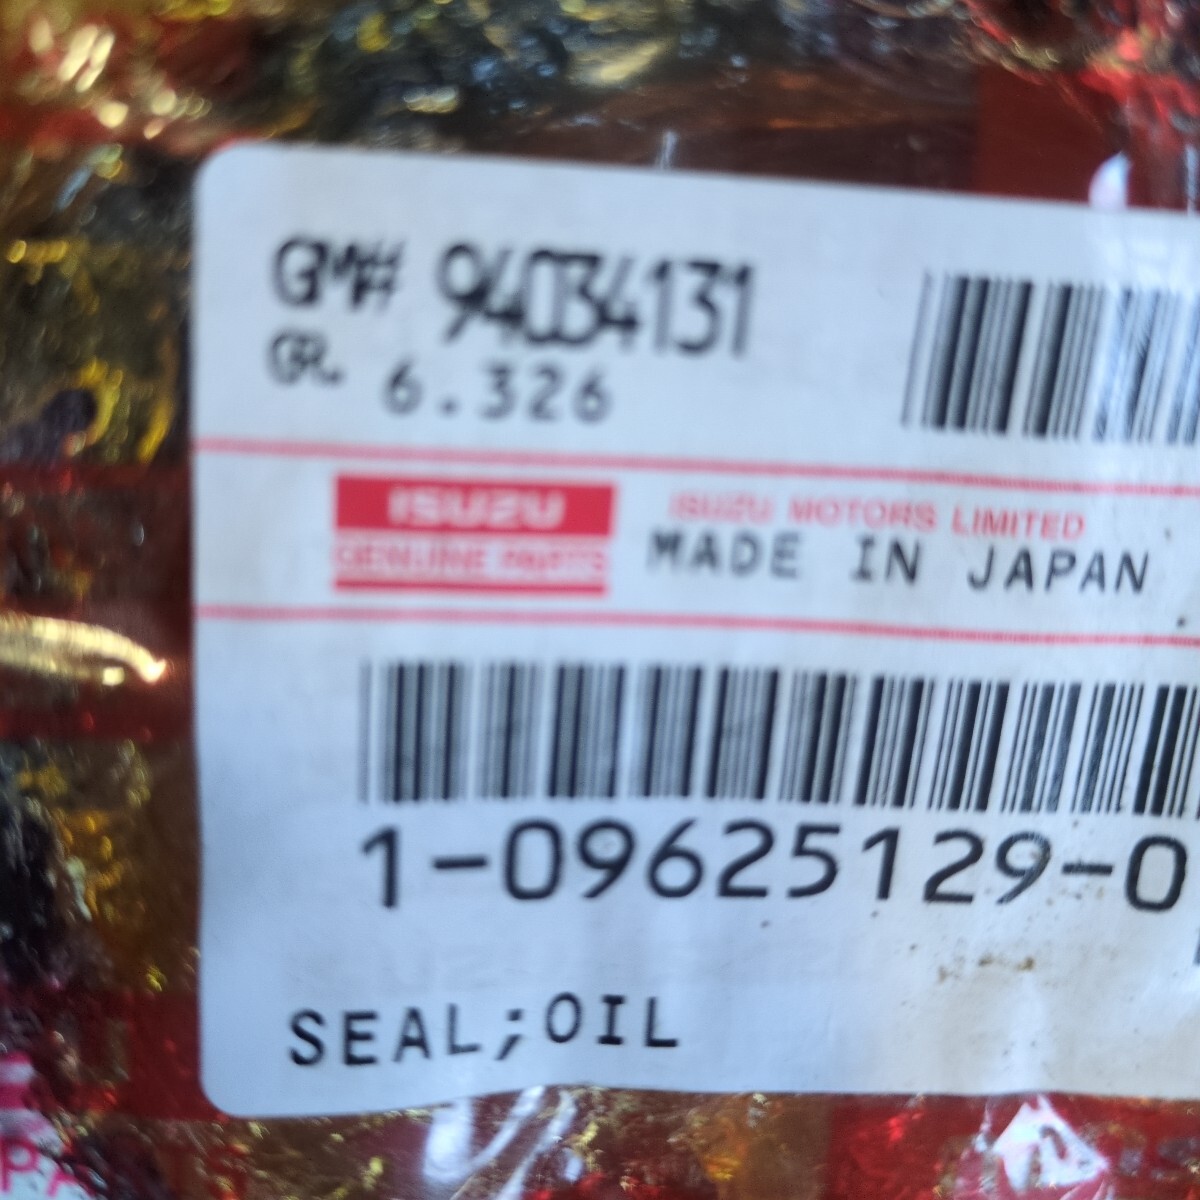 GM# 94034131
GR. 6.326
ISUZU
GENUINE PARTS
ISUZU MOTORS LIMITED
MADE IN JAPAN
1-09625129-0
SEAL;OIL